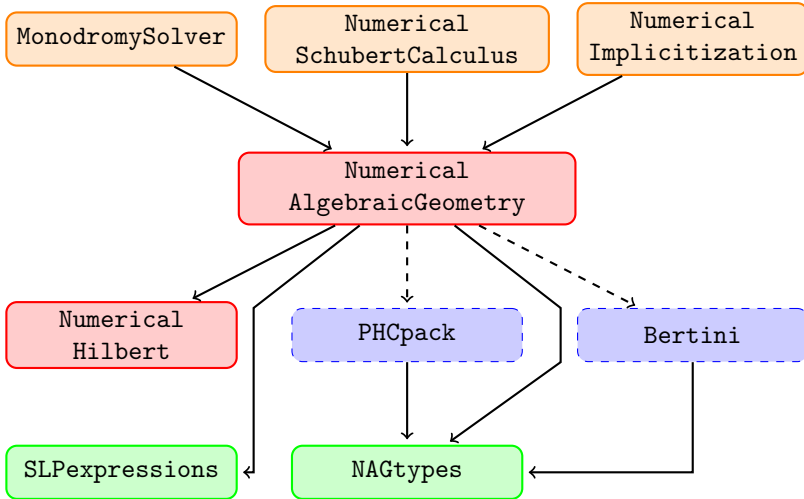 MonodromySolver
Numerical
SchubertCalculus
Numerical
Implicitization
Numerical
AlgebraicGeometry
Numerical
Hilbert
PHCpack
Bertini
SLPexpressions
NAGtypes